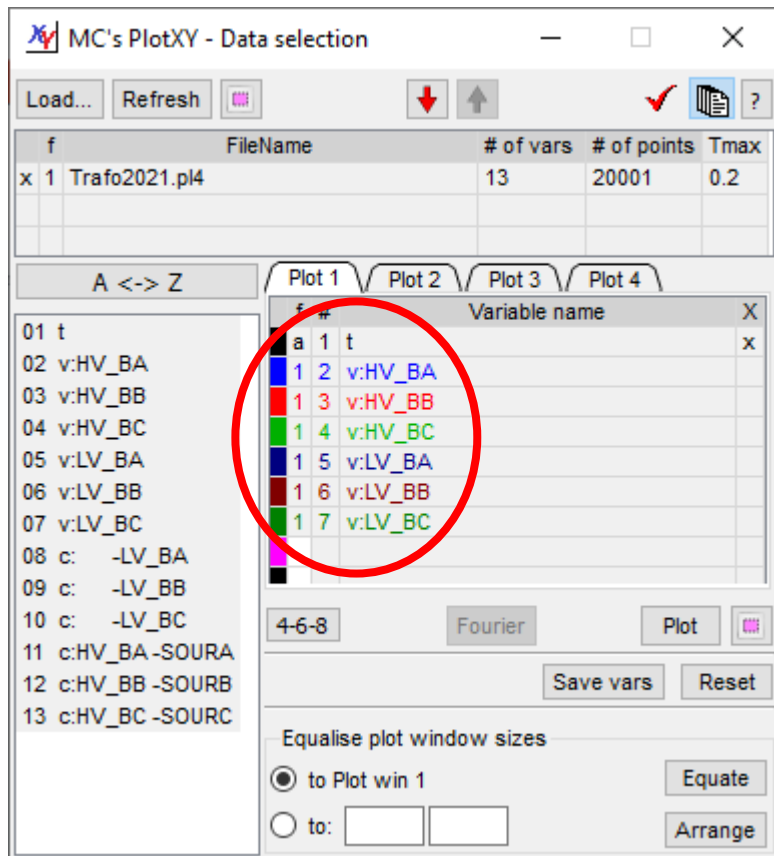 MC's PlotXY - Data selection
Load... Refresh ?
f FileName # of vars # of points Tmax
x 1 Trafo2021.pl4 13 20001 0.2
A <-> Z
01 t
02 v:HV_BA
03 v:HV_BB
04 v:HV_BC
05 v:LV_BA
06 v:LV_BB
07 v:LV_BC
08 c: -LV_BA
09 c: -LV_BB
10 c: -LV_BC
11 c:HV_BA -SOURA
12 c:HV_BB -SOURB
13 c:HV_BC -SOURC
Plot 1 Plot 2 Plot 3 Plot 4
f # Variable name X
a 1 t x
1 2 v:HV_BA
1 3 v:HV_BB
1 4 v:HV_BC
1 5 v:LV_BA
1 6 v:LV_BB
1 7 v:LV_BC
4-6-8 Fourier Plot
Save vars Reset
Equalise plot window sizes
to Plot win 1 Equate
to: Arrange